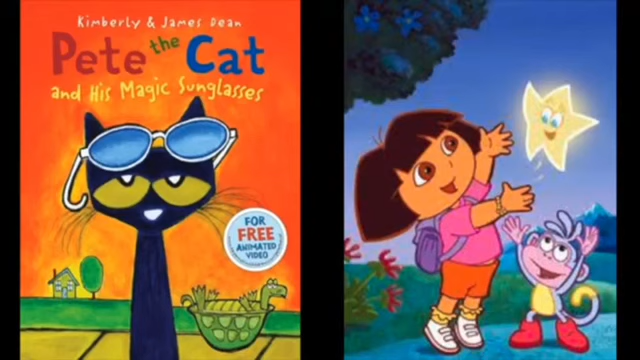 Kimberly & James Dean
Pete the Cat
and His Magic Sunglasses
FOR
FREE
ANIMATED
VIDEO